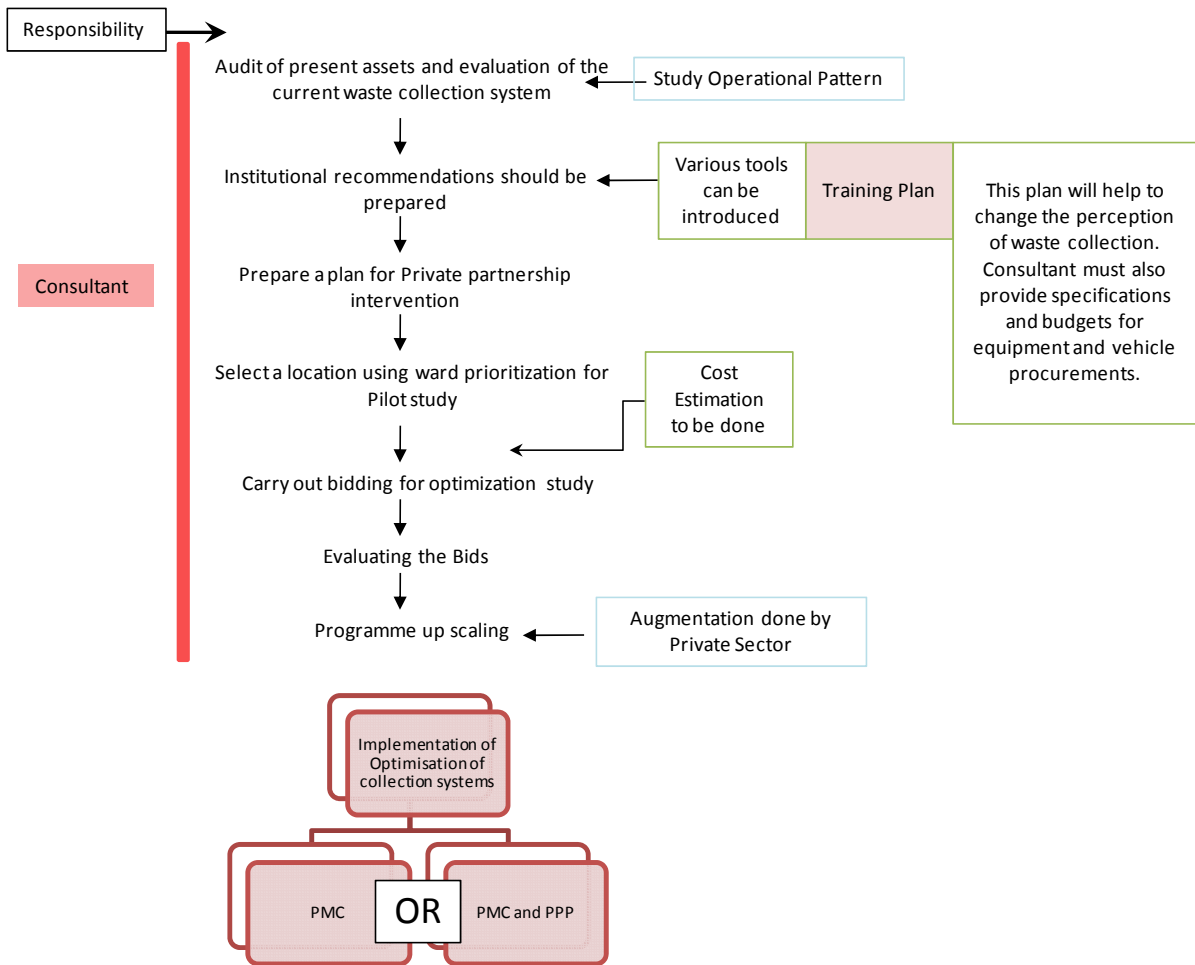 Responsibility
Audit of present assets and evaluation of the
current waste collection system
Study Operational Pattern
Institutional recommendations should be
prepared
Various tools
can be
introduced
Training Plan
This plan will help to
change the perception
of waste collection.
Consultant must also
provide specifications
and budgets for
equipment and vehicle
procurements.
Consultant
Prepare a plan for Private partnership
intervention
Select a location using ward prioritization for
Pilot study
Cost
Estimation
to be done
Carry out bidding for optimization study
Evaluating the Bids
Programme up scaling
Augmentation done by
Private Sector
Implementation of
Optimisation of
collection systems
PMC
OR
PMC and PPP